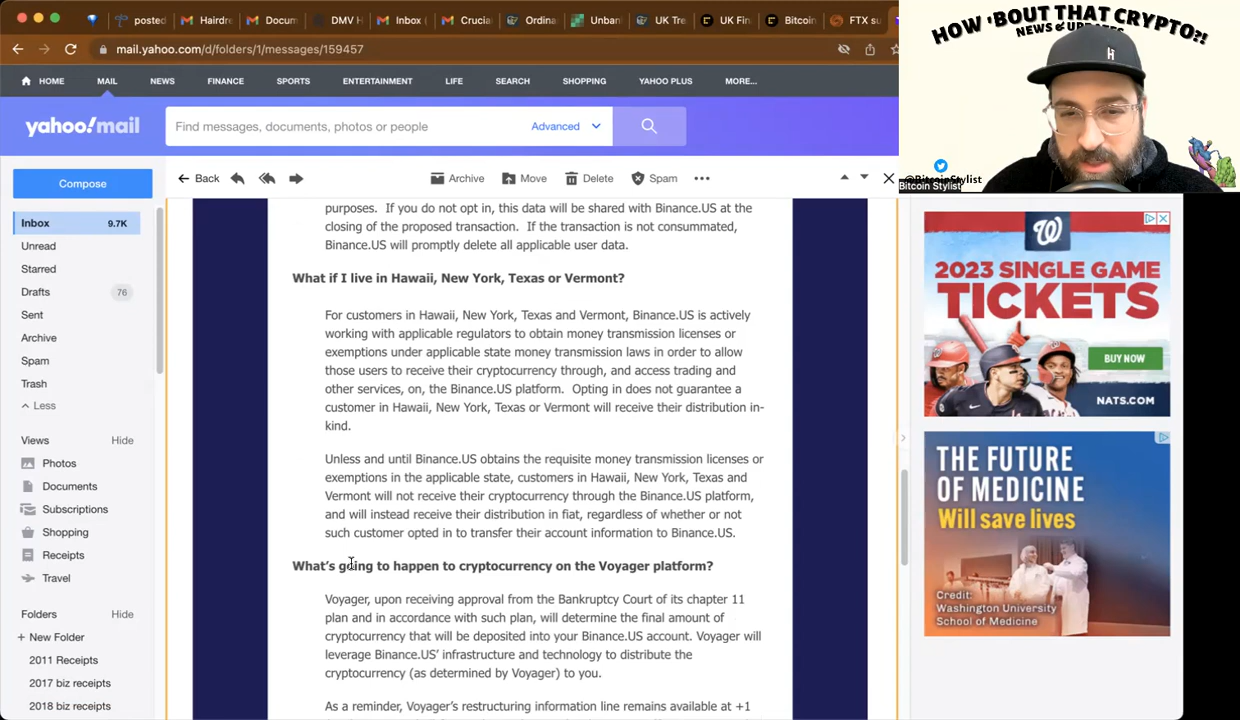 posted
Hairdre
Docum
DMV H
Inbox (
Crucia
Ordina
Unban
UK Tre
UK Fin
Bitcoin
FTX su
mail.yahoo.com/d/folders/1/messages/159457
HOME MAIL NEWS FINANCE SPORTS ENTERTAINMENT LIFE SEARCH SHOPPING YAHOO PLUS MORE...
yahoo!mail
Find messages, documents, photos or people
Advanced
Compose
Back
Archive
Move
Delete
Spam
Inbox 9.7K
Unread
Starred
Drafts 76
Sent
Archive
Spam
Trash
Less
Views Hide
Photos
Documents
Subscriptions
Shopping
Receipts
Travel
Folders Hide
+ New Folder
2011 Receipts
2017 biz receipts
2018 biz receipts
purposes. If you do not opt in, this data will be shared with Binance.US at the
closing of the proposed transaction. If the transaction is not consummated,
Binance.US will promptly delete all applicable user data.
What if I live in Hawaii, New York, Texas or Vermont?
For customers in Hawaii, New York, Texas and Vermont, Binance.US is actively
working with applicable regulators to obtain money transmission licenses or
exemptions under applicable state money transmission laws in order to allow
those users to receive their cryptocurrency through, and access trading and
other services, on, the Binance.US platform. Opting in does not guarantee a
customer in Hawaii, New York, Texas or Vermont will receive their distribution in-
kind.
Unless and until Binance.US obtains the requisite money transmission licenses or
exemptions in the applicable state, customers in Hawaii, New York, Texas and
Vermont will not receive their cryptocurrency through the Binance.US platform,
and will instead receive their distribution in fiat, regardless of whether or not
such customer opted in to transfer their account information to Binance.US.
What's going to happen to cryptocurrency on the Voyager platform?
Voyager, upon receiving approval from the Bankruptcy Court of its chapter 11
plan and in accordance with such plan, will determine the final amount of
cryptocurrency that will be deposited into your Binance.US account. Voyager will
leverage Binance.US' infrastructure and technology to distribute the
cryptocurrency (as determined by Voyager) to you.
As a reminder, Voyager's restructuring information line remains available at +1
HOW 'BOUT THAT CRYPTO?!
NEWS & UPDATES
@BitcoinStylist
Bitcoin Stylist
W
2023 SINGLE GAME
TICKETS
BUY NOW
NATS.COM
THE FUTURE
OF MEDICINE
Will save lives
Credit:
Washington University
School of Medicine